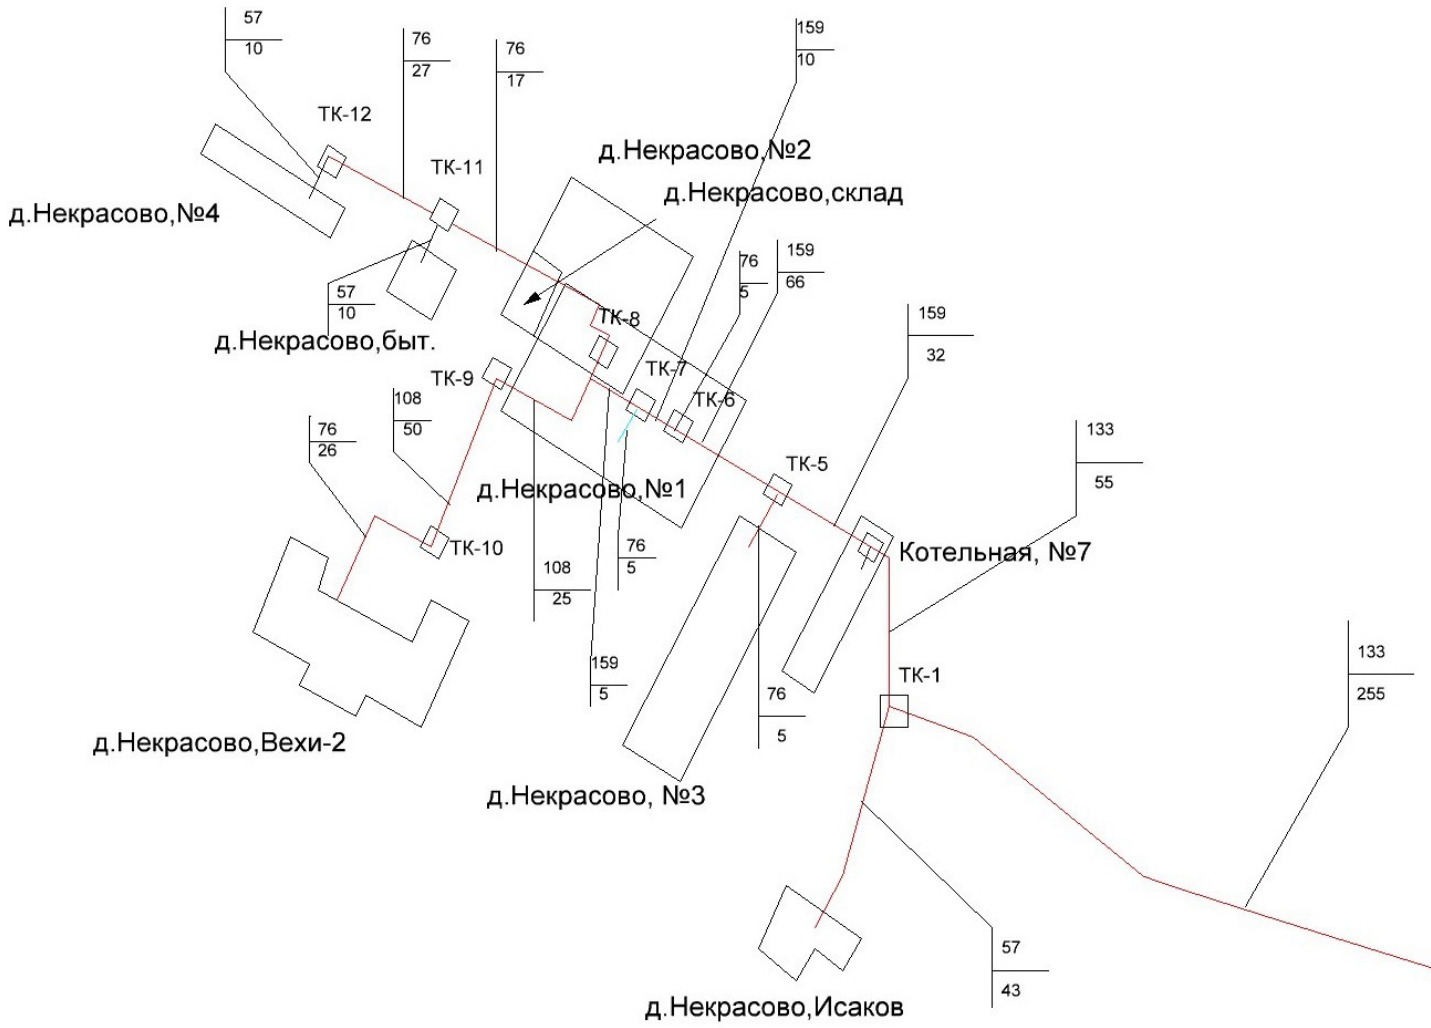 57
10
76
27
76
17
159
10
ТК-12
ТК-11
д.Некрасово,№2
д.Некрасово,склад
д.Некрасово,№4
159
66
76
5
57
10
д.Некрасово,быт.
ТК-8
159
32
ТК-9
ТК-7
ТК-6
108
50
76
26
133
55
ТК-5
д.Некрасово,№1
ТК-10
76
5
Котельная, №7
108
25
159
5
76
5
ТК-1
133
255
д.Некрасово,Вехи-2
д.Некрасово, №3
57
43
д.Некрасово,Исаков